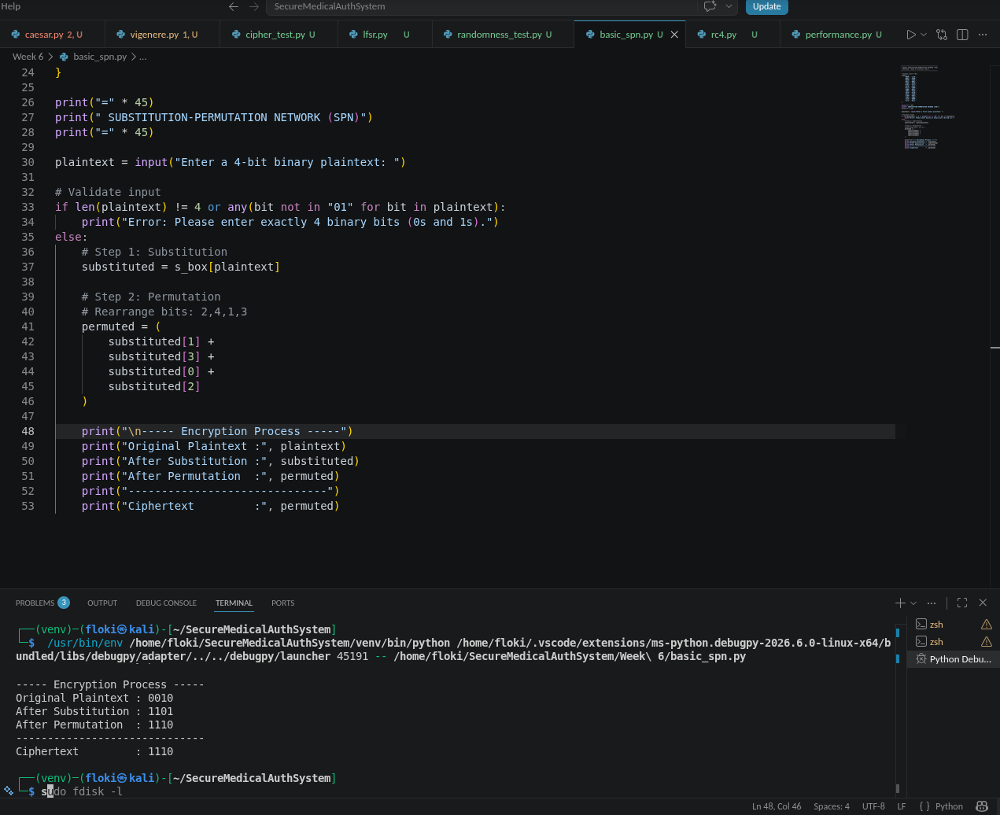 Help
SecureMedicalAuthSystem
Update
caesar.py 2, U
vigenere.py 1, U
cipher_test.py U
lfsr.py U
randomness_test.py U
basic_spn.py U
rc4.py U
performance.py U
Week 6 > basic_spn.py > ...
24 }
25
26 print("=" * 45)
27 print(" SUBSTITUTION-PERMUTATION NETWORK (SPN)")
28 print("=" * 45)
29
30 plaintext = input("Enter a 4-bit binary plaintext: ")
31
32 # Validate input
33 if len(plaintext) != 4 or any(bit not in "01" for bit in plaintext):
34     print("Error: Please enter exactly 4 binary bits (0s and 1s).")
35 else:
36     # Step 1: Substitution
37     substituted = s_box[plaintext]
38
39     # Step 2: Permutation
40     # Rearrange bits: 2,4,1,3
41     permuted = (
42         substituted[1] +
43         substituted[3] +
44         substituted[0] +
45         substituted[2]
46     )
47
48     print("\n----- Encryption Process -----")
49     print("Original Plaintext :", plaintext)
50     print("After Substitution :", substituted)
51     print("After Permutation  :", permuted)
52     print("------------------------------")
53     print("Ciphertext         :", permuted)
PROBLEMS 3
OUTPUT
DEBUG CONSOLE
TERMINAL
PORTS
zsh
zsh
Python Debu...
┌──(venv)─(floki㉿kali)-[~/SecureMedicalAuthSystem]
└─$  /usr/bin/env /home/floki/SecureMedicalAuthSystem/venv/bin/python /home/floki/.vscode/extensions/ms-python.debugpy-2026.6.0-linux-x64/b
undled/libs/debugpy/adapter/../../debugpy/launcher 45191 -- /home/floki/SecureMedicalAuthSystem/Week\ 6/basic_spn.py
----- Encryption Process -----
Original Plaintext : 0010
After Substitution : 1101
After Permutation  : 1110
------------------------------
Ciphertext         : 1110
┌──(venv)─(floki㉿kali)-[~/SecureMedicalAuthSystem]
└─$ sudo fdisk -l
Ln 48, Col 46
Spaces: 4
UTF-8
LF
{ } Python